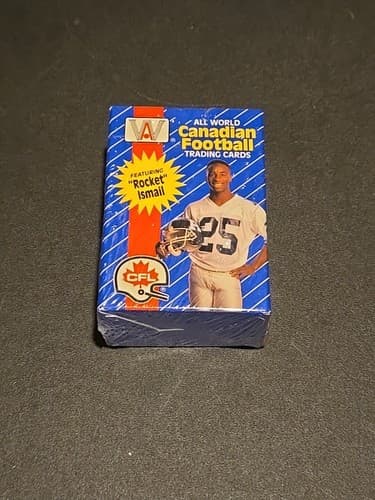 AW
®
ALL WORLD
Canadian
Football
TRADING CARDS
FEATURING
"Rocket"
Ismail
25
CFL